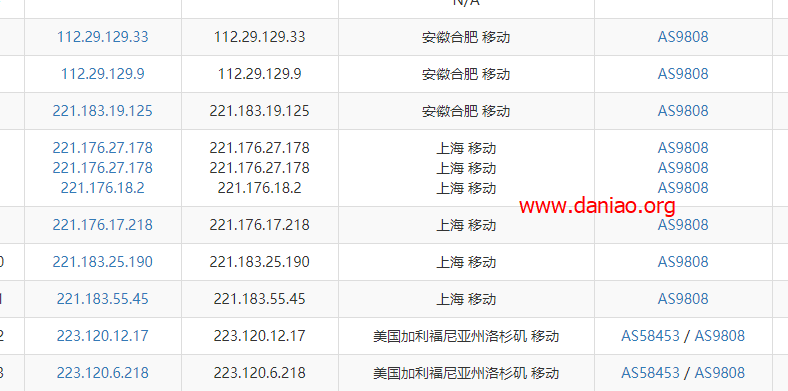 N/A
112.29.129.33 112.29.129.33 安徽合肥 移动 AS9808
112.29.129.9 112.29.129.9 安徽合肥 移动 AS9808
221.183.19.125 221.183.19.125 安徽合肥 移动 AS9808
221.176.27.178 221.176.27.178 上海 移动 AS9808
221.176.27.178 221.176.27.178 上海 移动 AS9808
221.176.18.2 221.176.18.2 上海 移动 AS9808
www.daniao.org
221.176.17.218 221.176.17.218 上海 移动 AS9808
0 221.183.25.190 221.183.25.190 上海 移动 AS9808
1 221.183.55.45 221.183.55.45 上海 移动 AS9808
2 223.120.12.17 223.120.12.17 美国加利福尼亚州洛杉矶 移动 AS58453 / AS9808
3 223.120.6.218 223.120.6.218 美国加利福尼亚州洛杉矶 移动 AS58453 / AS9808